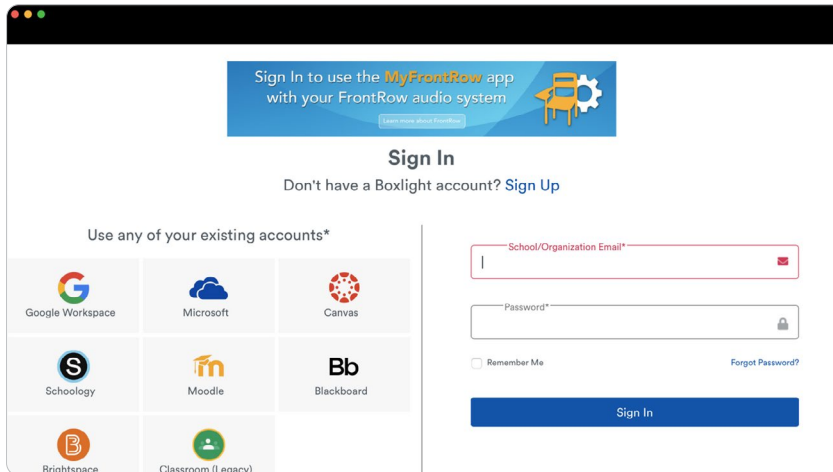 Sign In to use the MyFrontRow app
with your FrontRow audio system
Learn more about FrontRow
Sign In
Don't have a Boxlight account? Sign Up
Use any of your existing accounts*
Google Workspace
Microsoft
Canvas
S
Schoology
m
Moodle
Bb
Blackboard
B
Brightspace
Classroom (Legacy)
School/Organization Email*
Password*
Remember Me
Forgot Password?
Sign In